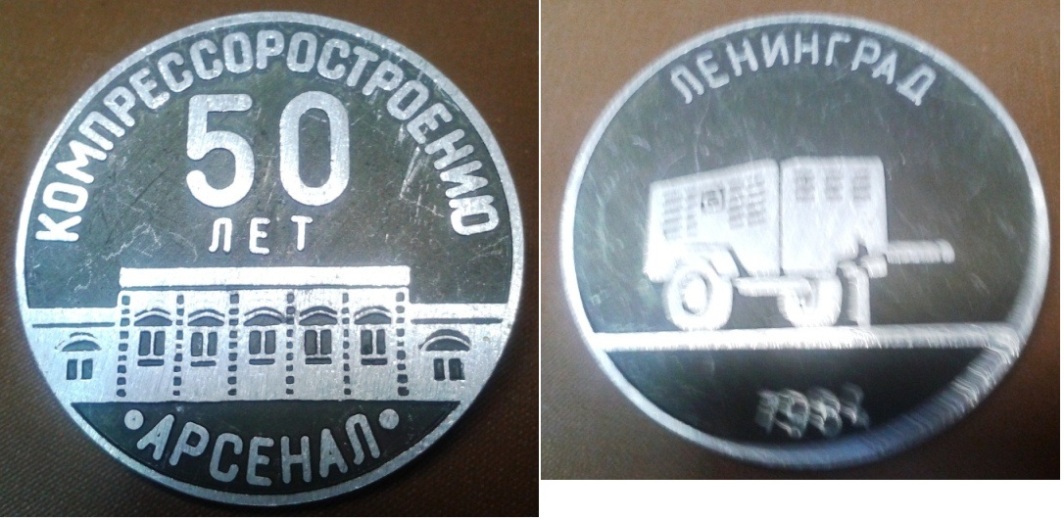 КОМПРЕССОРОСТРОЕНИЮ
50
ЛЕТ
• АРСЕНАЛ •
ЛЕНИНГРАД